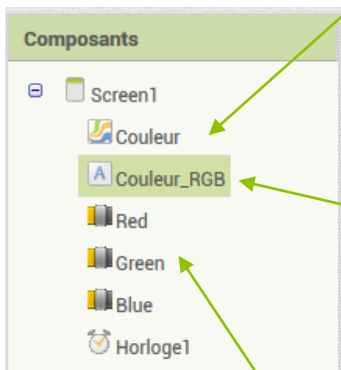 Composants
Screen1
Couleur
A Couleur_RGB
Red
Green
Blue
Horloge1